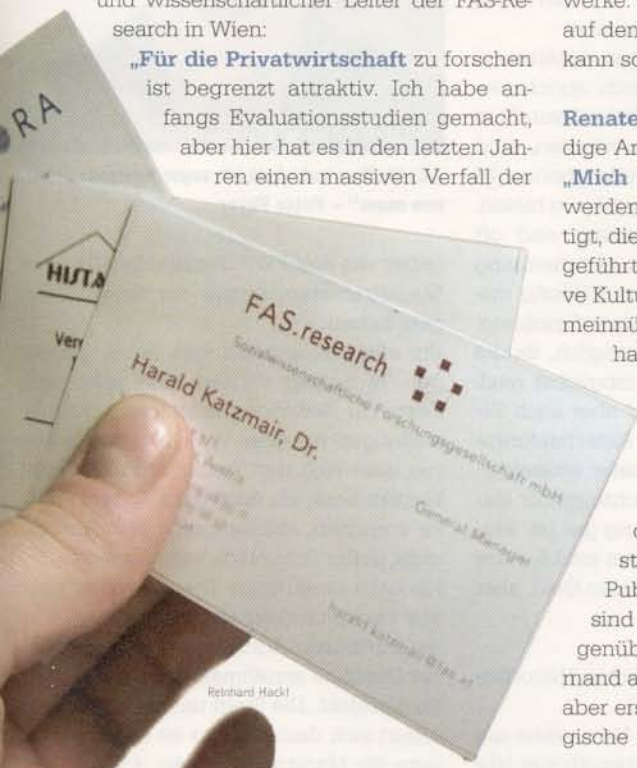 und wissenschaftlicher Leiter der FAS-Re-
search in Wien:
„Für die Privatwirtschaft zu forschen
ist begrenzt attraktiv. Ich habe an-
fangs Evaluationsstudien gemacht,
aber hier hat es in den letzten Jah-
ren einen massiven Verfall der
RA
HISTA
Ver
FAS.research
Sozialwissenschaftliche Forschungsgesellschaft mbH
Harald Katzmair, Dr.
Austria
General Manager
harald.katzmair@fas.at
Reinhard Hackl
werke.
auf den
kann so
Renate
dige Ar
„Mich
werden
tigt, die
geführt
ve Kultu
meinnü
ha
st
Pub
sind
genüb
mand a
aber ers
gische